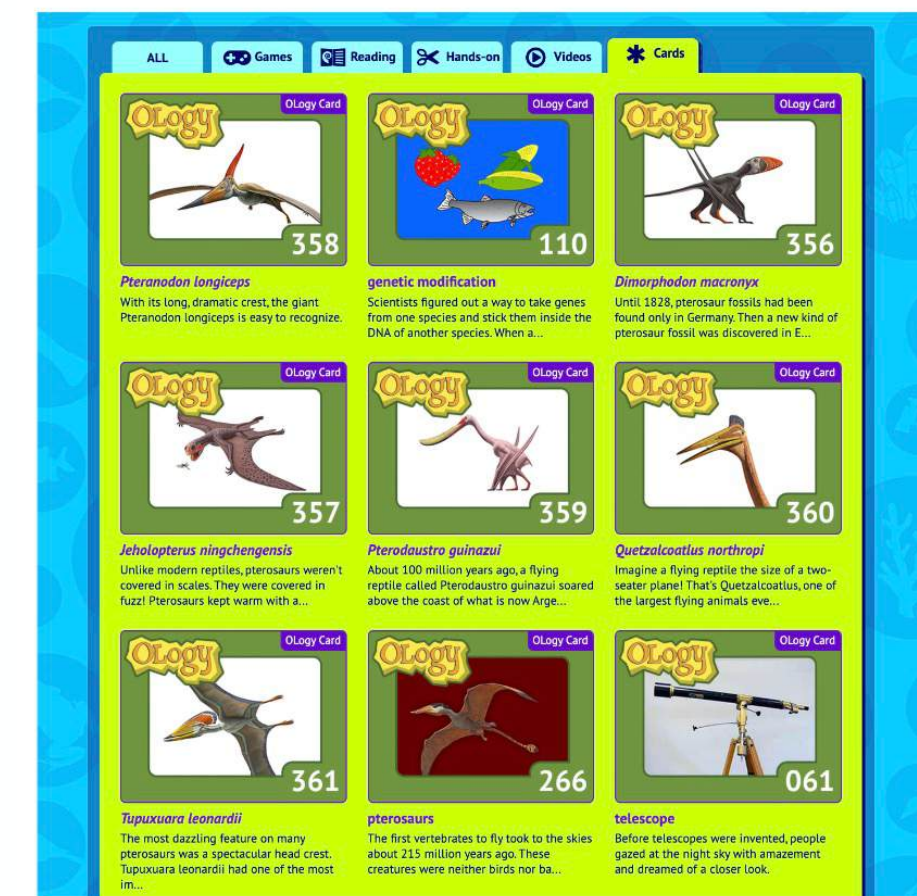 ALL
Games
Reading
Hands-on
Videos
Cards
OLogy
OLogy Card
358
OLogy
OLogy Card
110
OLogy
OLogy Card
356
Pteranodon longiceps
With its long, dramatic crest, the giant
Pteranodon longiceps is easy to recognize.
genetic modification
Scientists figured out a way to take genes
from one species and stick them inside the
DNA of another species. When a...
Dimorphodon macronyx
Until 1828, pterosaur fossils had been
found only in Germany. Then a new kind of
pterosaur fossil was discovered in E...
OLogy
OLogy Card
357
OLogy
OLogy Card
359
OLogy
OLogy Card
360
Jeholopterus ningchengensis
Unlike modern reptiles, pterosaurs weren't
covered in scales. They were covered in
fuzz! Pterosaurs kept warm with a...
Pterodaustro guinazui
About 100 million years ago, a flying
reptile called Pterodaustro guinazui soared
above the coast of what is now Arge...
Quetzalcoatlus northropi
Imagine a flying reptile the size of a two-
seater plane! That's Quetzalcoatlus, one of
the largest flying animals eve...
OLogy
OLogy Card
361
OLogy
OLogy Card
266
OLogy
OLogy Card
061
Tupuxuara leonardii
The most dazzling feature on many
pterosaurs was a spectacular head crest.
Tupuxuara leonardii had one of the most
im...
pterosaurs
The first vertebrates to fly took to the skies
about 215 million years ago. These
creatures were neither birds nor ba...
telescope
Before telescopes were invented, people
gazed at the night sky with amazement
and dreamed of a closer look.